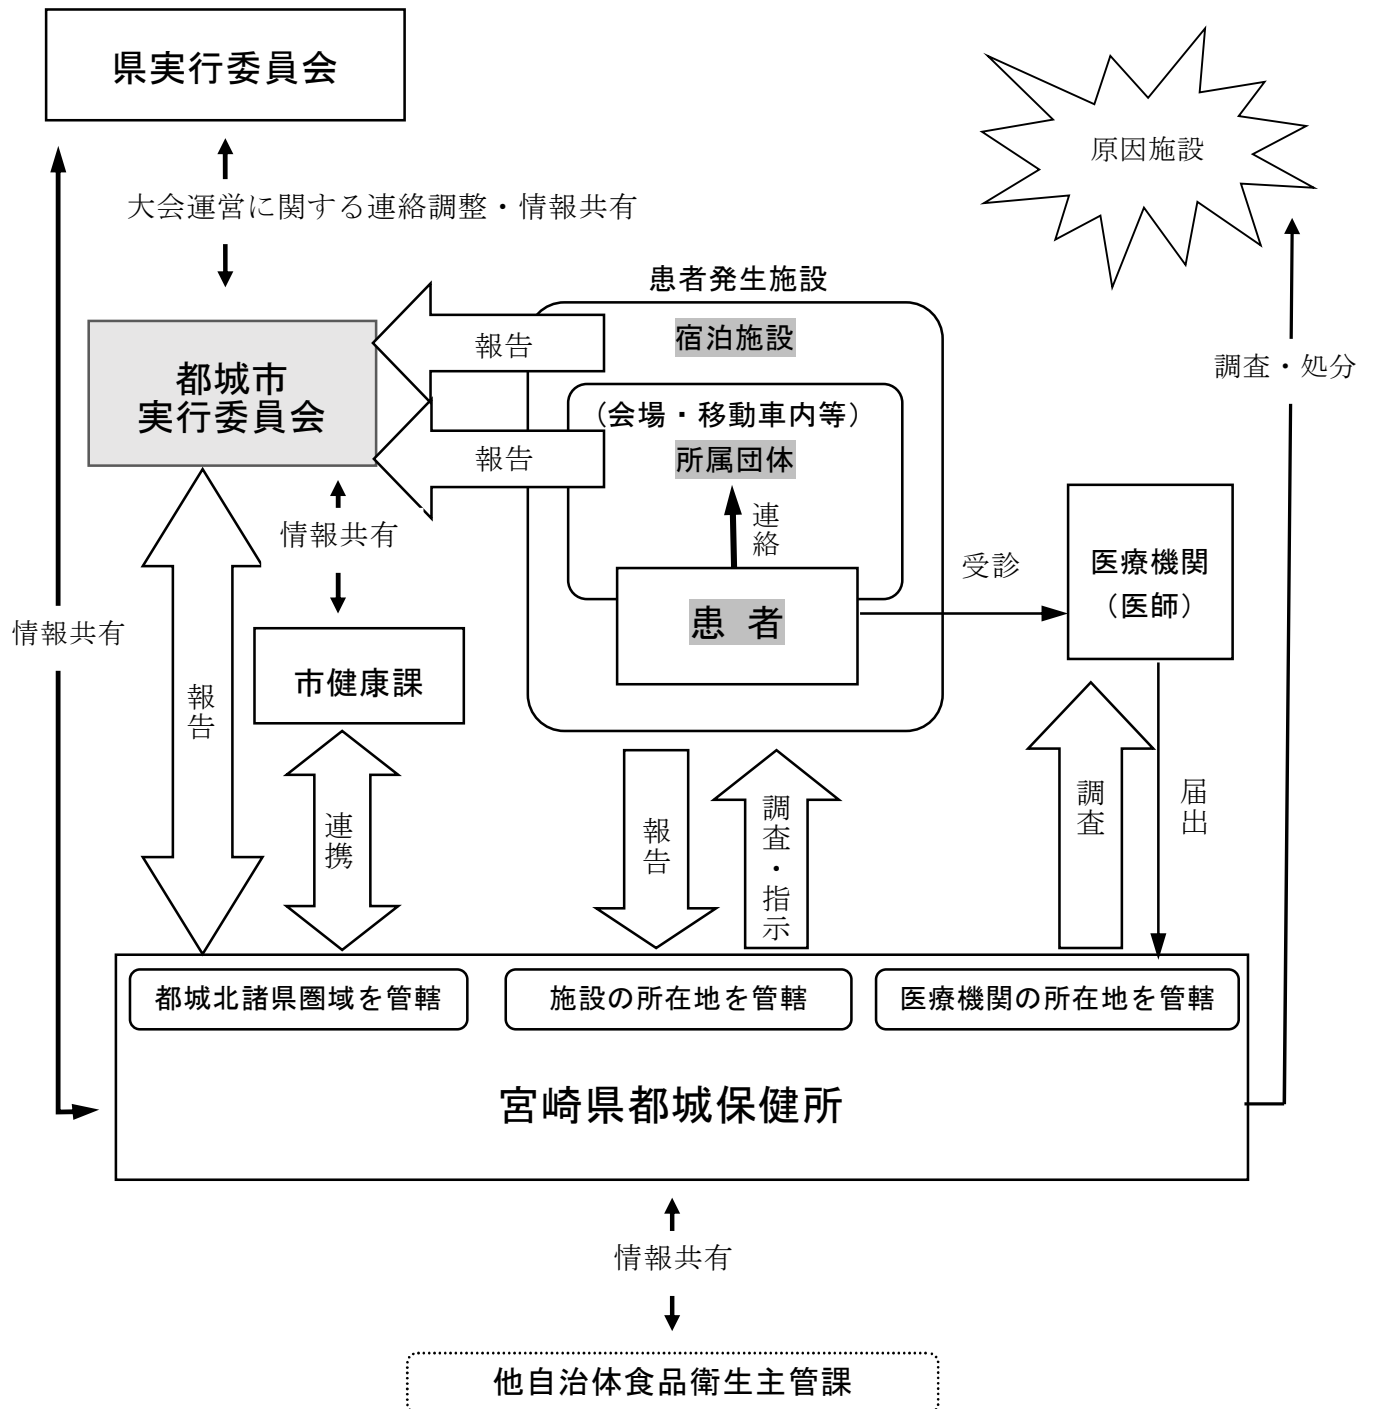 県実行委員会
原因施設
大会運営に関する連絡調整・情報共有
患者発生施設
宿泊施設
報告
調査・処分
都城市
実行委員会
（会場・移動車内等）
所属団体
報告
連絡
情報共有
受診
医療機関
（医師）
患 者
情報共有
市健康課
報告
連携
報告
調査・指示
調査
届出
都城北諸県圏域を管轄
施設の所在地を管轄
医療機関の所在地を管轄
宮崎県都城保健所
情報共有
他自治体食品衛生主管課